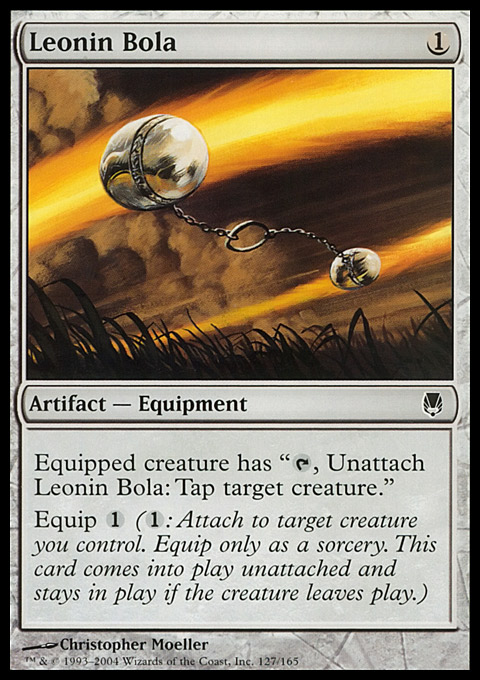 Leonin Bola 1
Artifact — Equipment
Equipped creature has “, Unattach
Leonin Bola: Tap target creature.”
Equip 1 (1: Attach to target creature
you control. Equip only as a sorcery. This
card comes into play unattached and
stays in play if the creature leaves play.)
Christopher Moeller
™ & © 1993–2004 Wizards of the Coast, Inc. 127/165